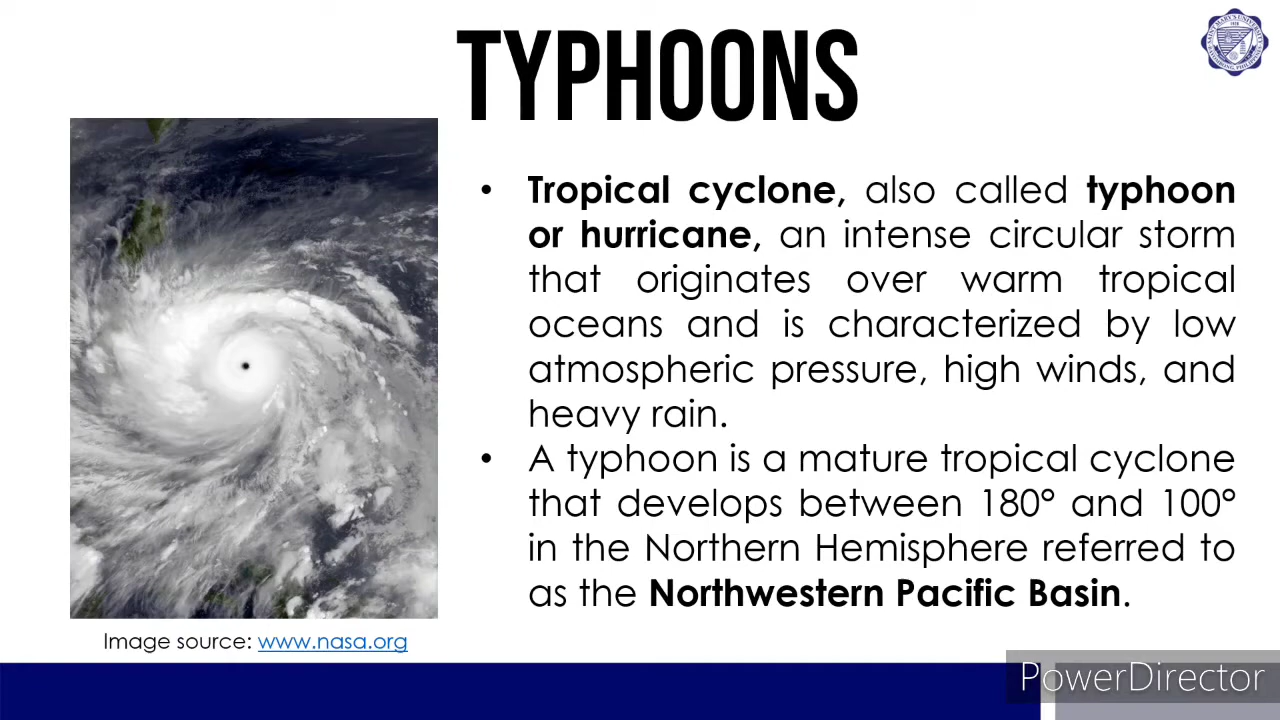 TYPHOONS
• Tropical cyclone, also called typhoon
or hurricane, an intense circular storm
that originates over warm tropical
oceans and is characterized by low
atmospheric pressure, high winds, and
heavy rain.
• A typhoon is a mature tropical cyclone
that develops between 180° and 100°
in the Northern Hemisphere referred to
as the Northwestern Pacific Basin.
Image source: www.nasa.org
PowerDirector